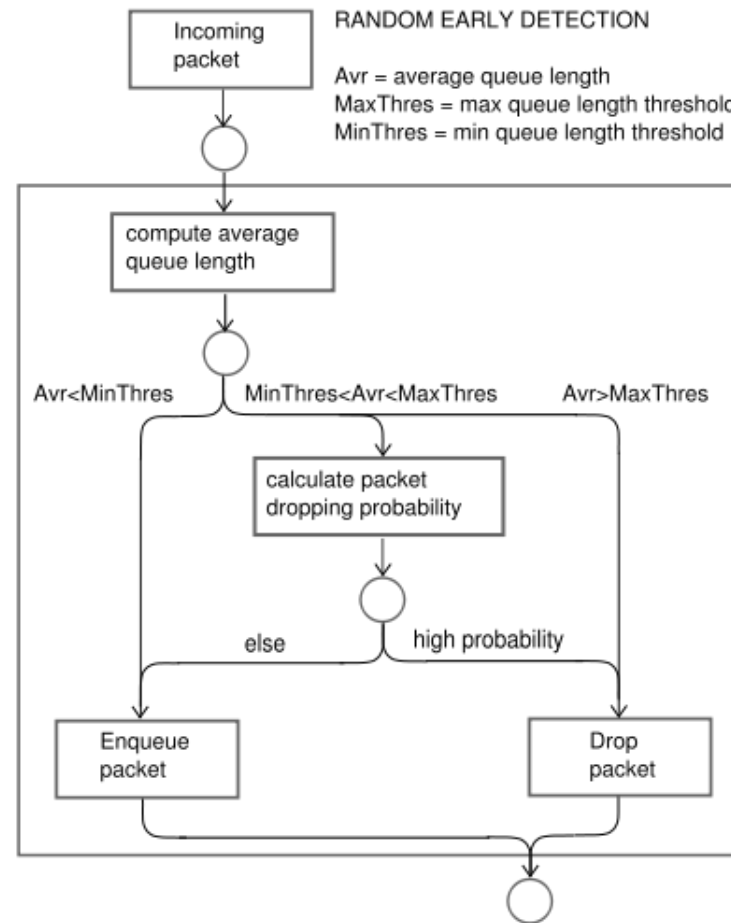 Incoming
packet
RANDOM EARLY DETECTION
Avr = average queue length
MaxThres = max queue length threshold
MinThres = min queue length threshold
compute average
queue length
Avr<MinThres
MinThres<Avr<MaxThres
Avr>MaxThres
calculate packet
dropping probability
else
high probability
Enqueue
packet
Drop
packet